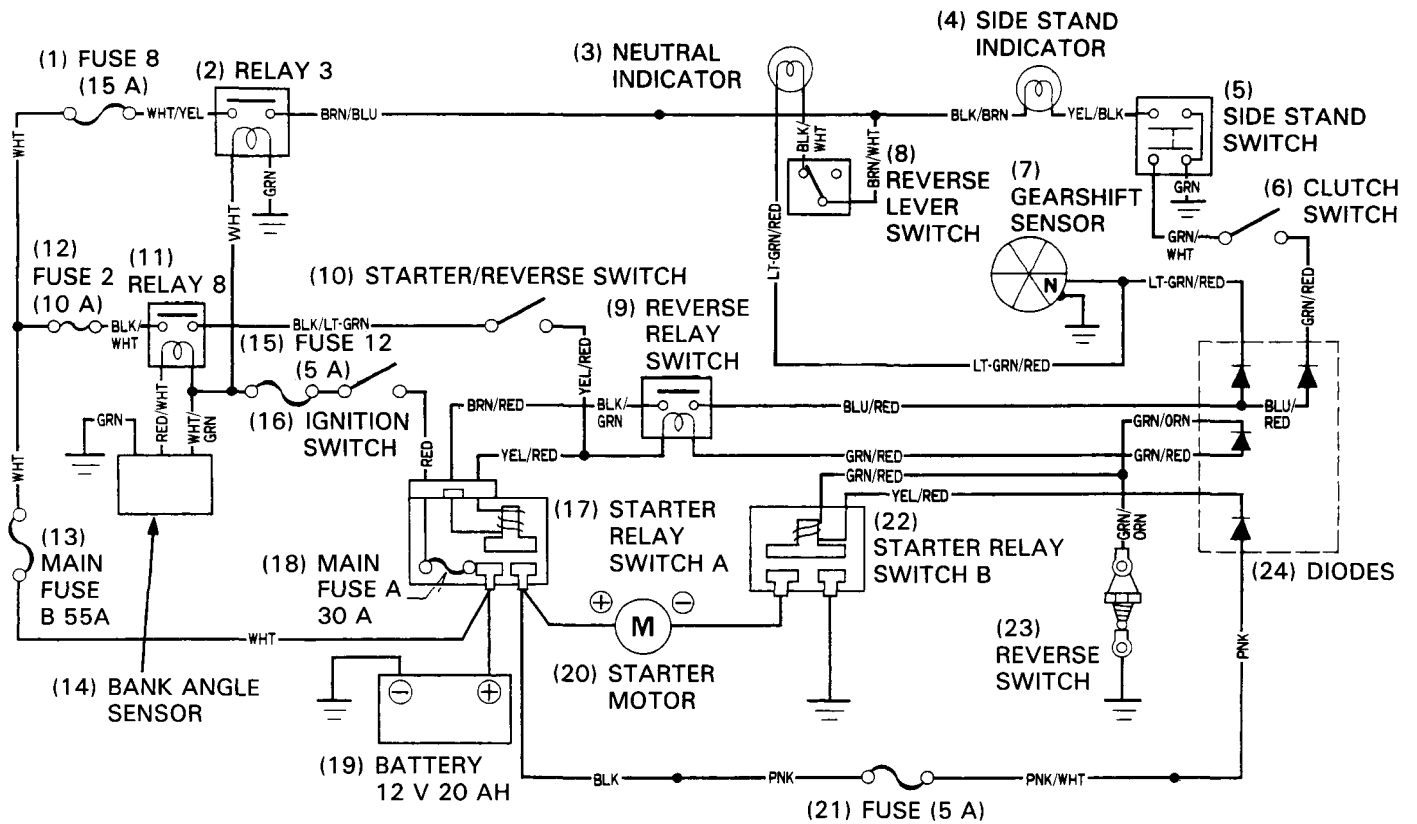 (4) SIDE STAND
INDICATOR
(1) FUSE 8
(15 A)
(2) RELAY 3
(3) NEUTRAL
INDICATOR
(5)
SIDE STAND
SWITCH
WHT/YEL
BRN/BLU
BLK/BRN
YEL/BLK
WHT
BLK/
WHT
BRN/WHT
(8)
REVERSE
LEVER
SWITCH
(7)
GEARSHIFT
SENSOR
GRN
GRN
(6) CLUTCH
SWITCH
WHT
LT-GRN/RED
GRN/
WHT
(12)
FUSE 2
(10 A)
(11)
RELAY 8
(10) STARTER/REVERSE SWITCH
N
LT-GRN/RED
GRN/RED
BLK/
WHT
BLK/LT-GRN
(9) REVERSE
RELAY
SWITCH
(15) FUSE 12
(5 A)
YEL/RED
LT-GRN/RED
(16) IGNITION
SWITCH
BRN/RED
BLK/
GRN
BLU/RED
BLU/
RED
GRN
RED/WHT
WHT/
GRN
GRN/ORN
RED
YEL/RED
GRN/RED
GRN/RED
WHT
GRN/RED
YEL/RED
(17) STARTER
RELAY
SWITCH A
(22)
STARTER RELAY
SWITCH B
GRN/
ORN
(13)
MAIN
FUSE
B 55A
(18) MAIN
FUSE A
30 A
(24) DIODES
WHT
+
M
−
(23)
REVERSE
SWITCH
PNK
(14) BANK ANGLE
SENSOR
−
+
(20) STARTER
MOTOR
(19) BATTERY
12 V 20 AH
BLK
PNK
PNK/WHT
(21) FUSE (5 A)